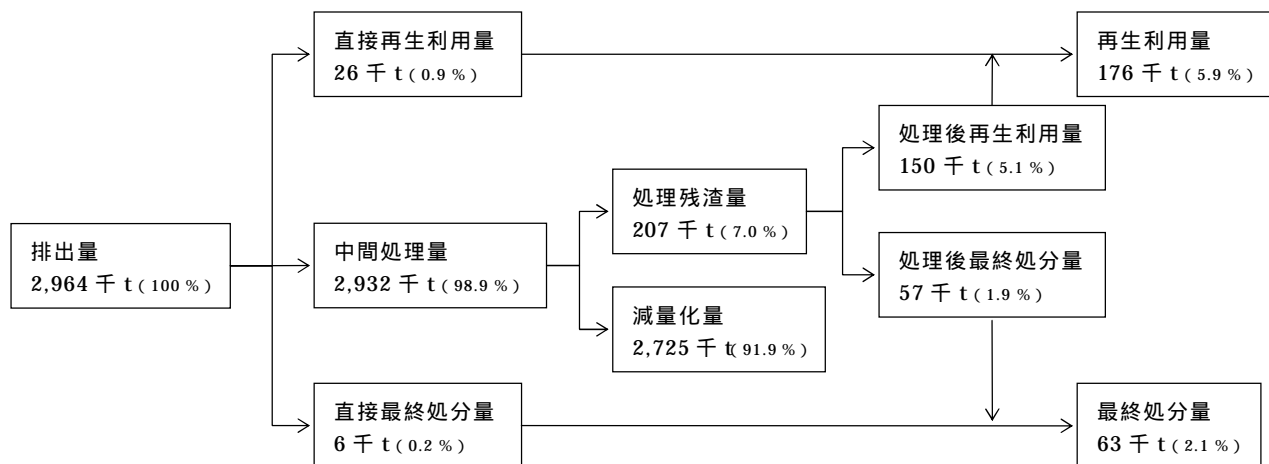 直接再生利用量
26 千 t ( 0.9 % )
再生利用量
176 千 t ( 5.9 % )
処理後再生利用量
150 千 t ( 5.1 % )
処理残渣量
207 千 t ( 7.0 % )
排出量
2,964 千 t ( 100 % )
中間処理量
2,932 千 t ( 98.9 % )
処理後最終処分量
57 千 t ( 1.9 % )
減量化量
2,725 千 t( 91.9 % )
直接最終処分量
6 千 t ( 0.2 % )
最終処分量
63 千 t ( 2.1 % )